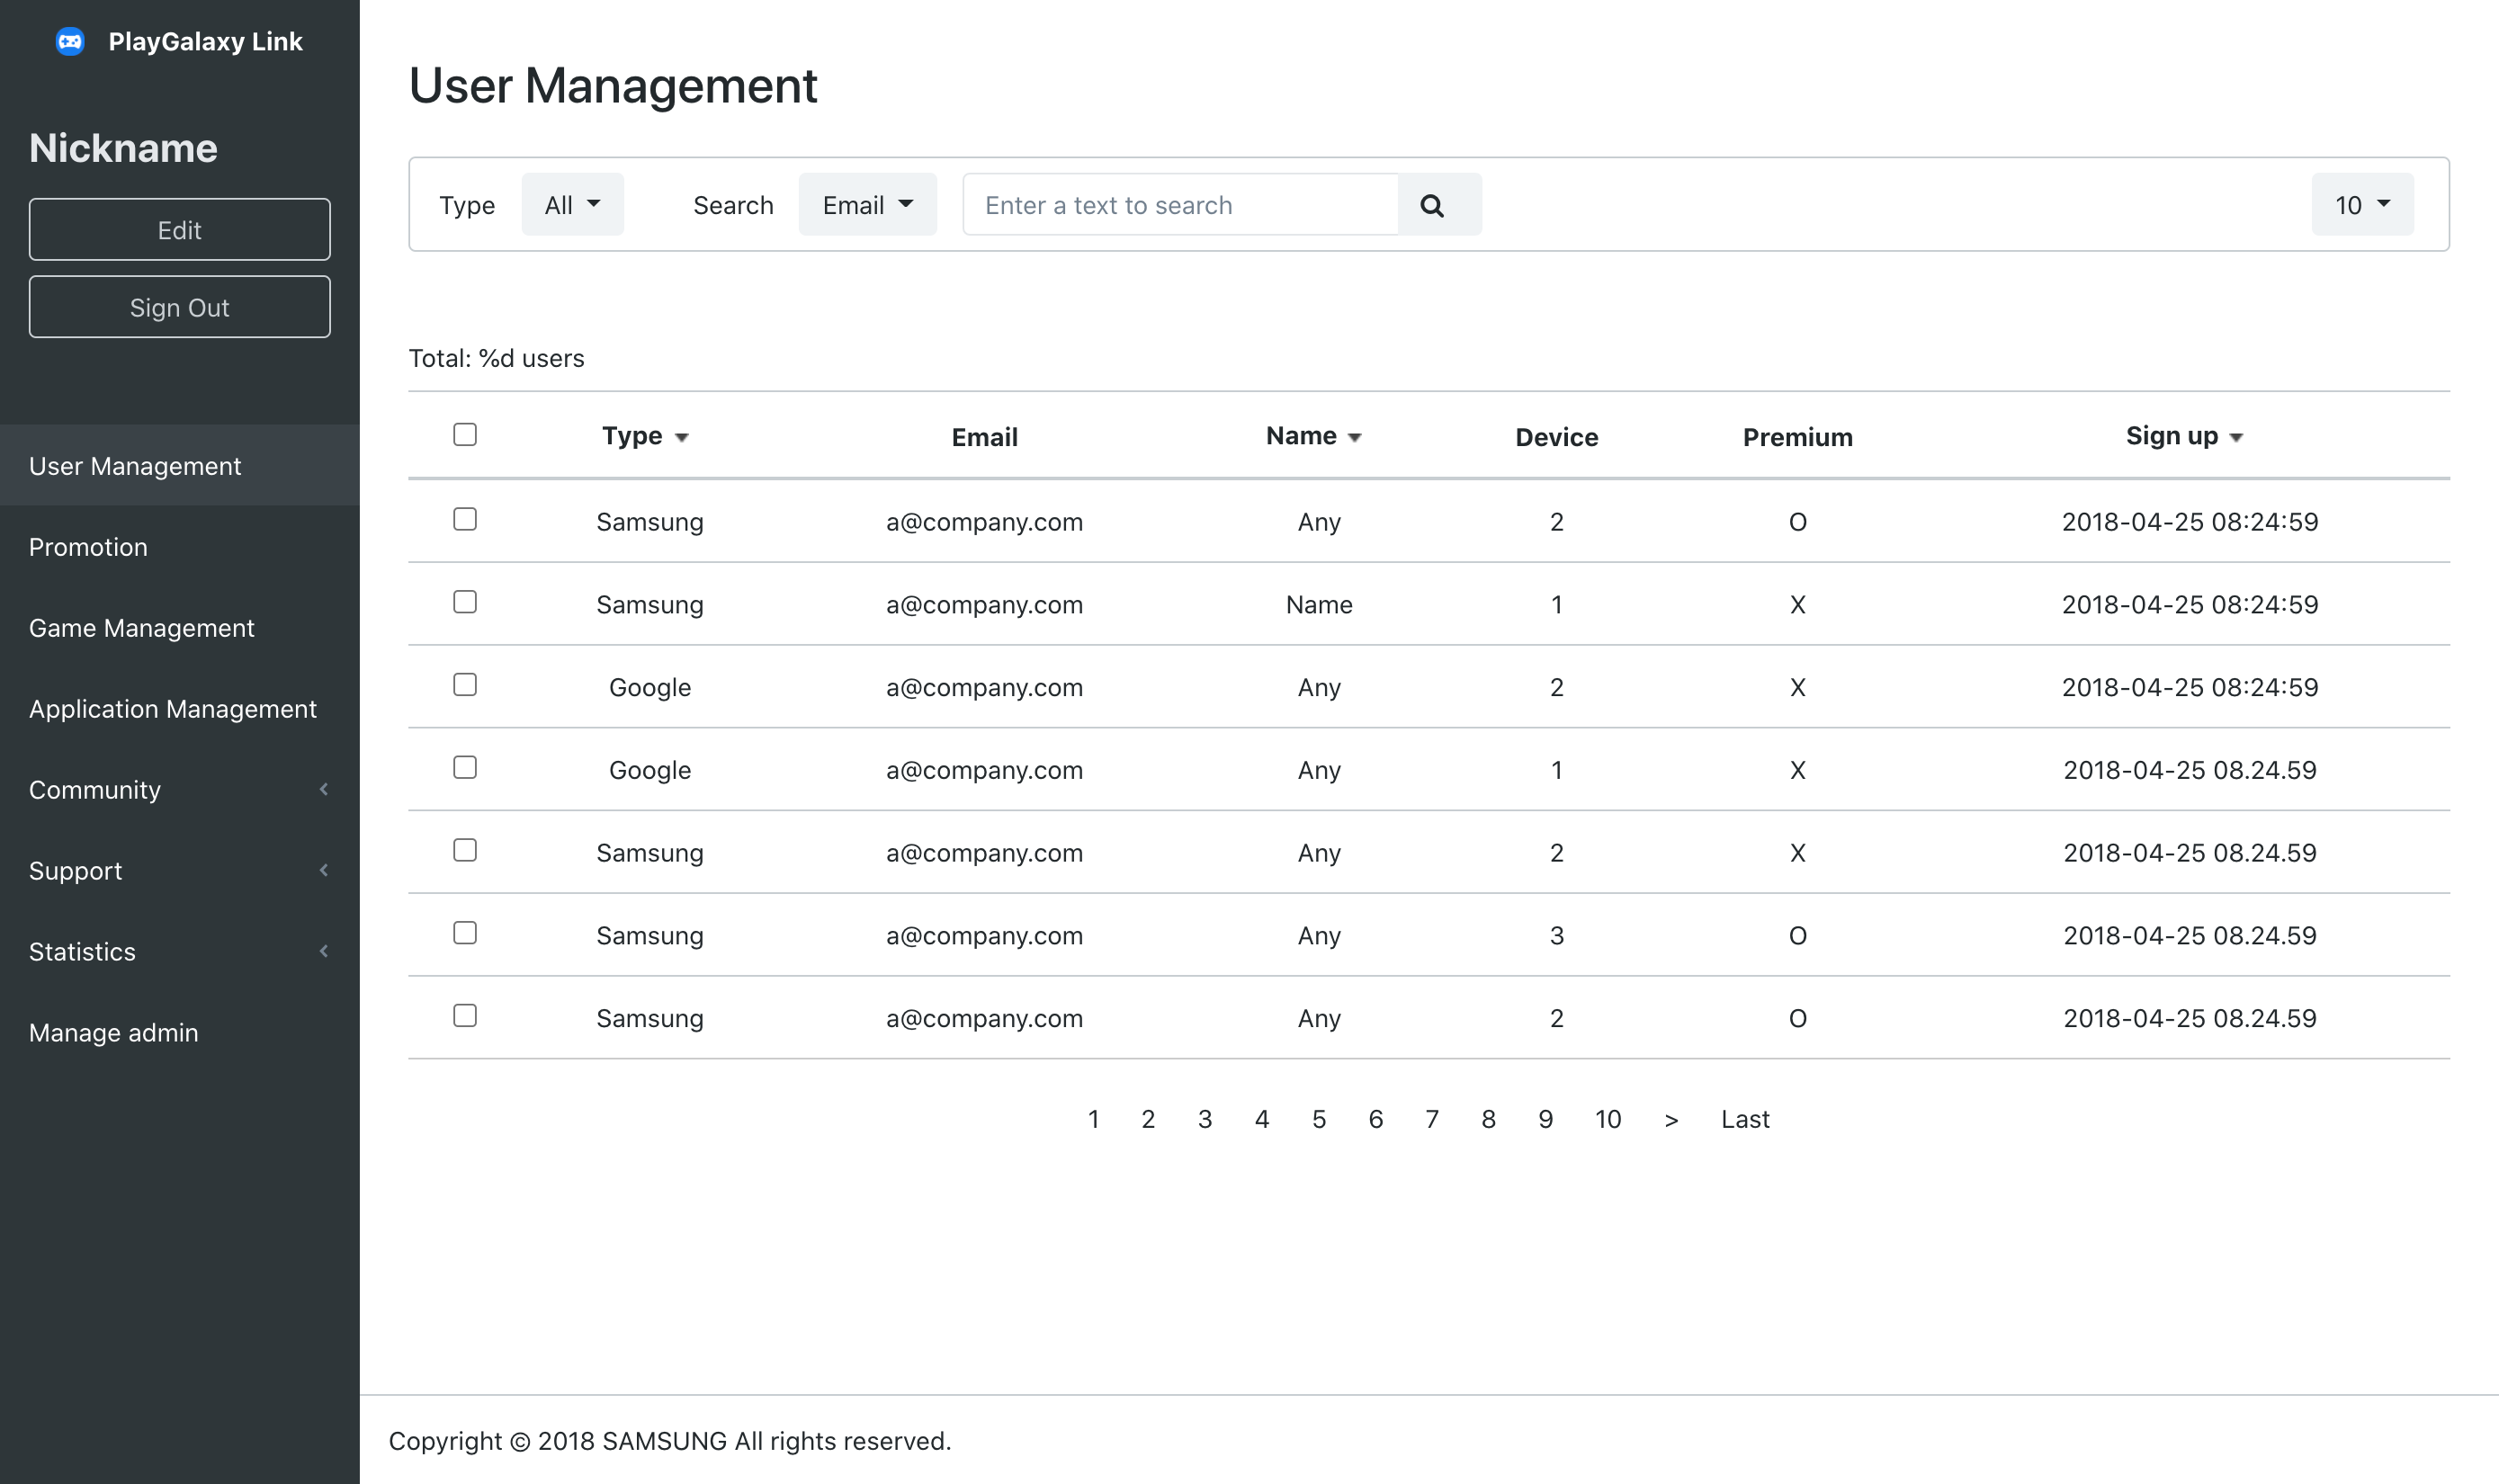 PlayGalaxy Link
Nickname
Edit
Sign Out
User Management
Promotion
Game Management
Application Management
Community
Support
Statistics
Manage admin
User Management
Type All Search Email Enter a text to search 10
Total: %d users
Type Email Name Device Premium Sign up
Samsung a@company.com Any 2 O 2018-04-25 08:24:59
Samsung a@company.com Name 1 X 2018-04-25 08:24:59
Google a@company.com Any 2 X 2018-04-25 08:24:59
Google a@company.com Any 1 X 2018-04-25 08.24.59
Samsung a@company.com Any 2 X 2018-04-25 08.24.59
Samsung a@company.com Any 3 O 2018-04-25 08.24.59
Samsung a@company.com Any 2 O 2018-04-25 08.24.59
1 2 3 4 5 6 7 8 9 10 > Last
Copyright © 2018 SAMSUNG All rights reserved.